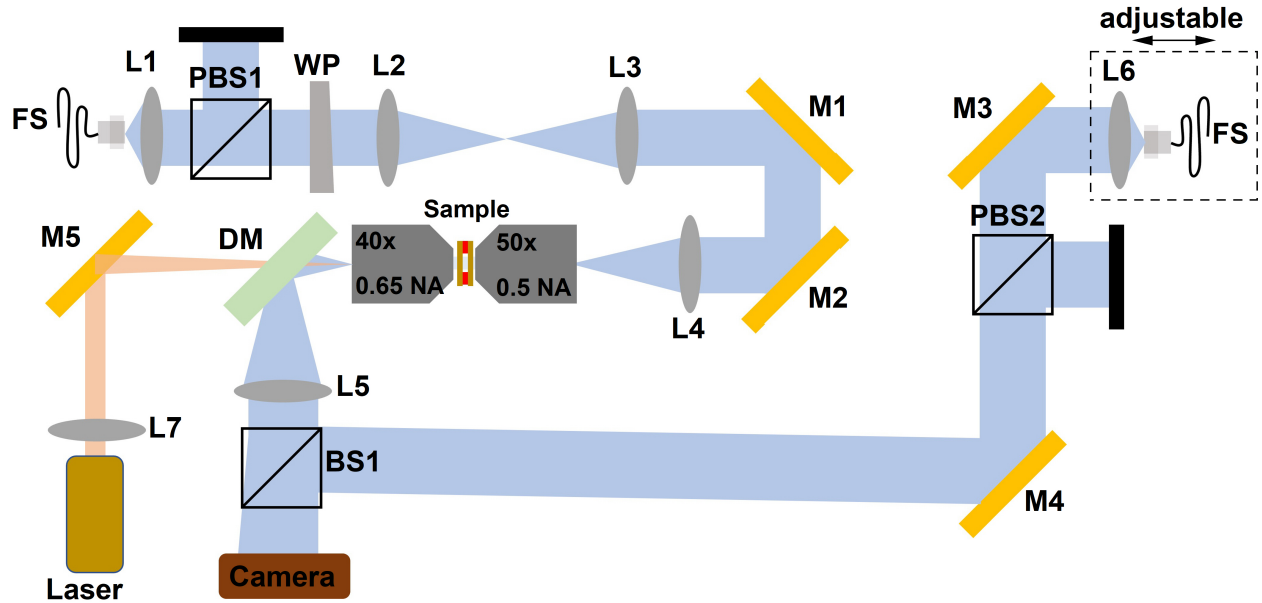 adjustable
L1
PBS1
WP
L2
L3
M1
M3
L6
FS
FS
Sample
M5
DM
40x
0.65 NA
50x
0.5 NA
PBS2
L4
M2
L5
L7
BS1
M4
Laser
Camera